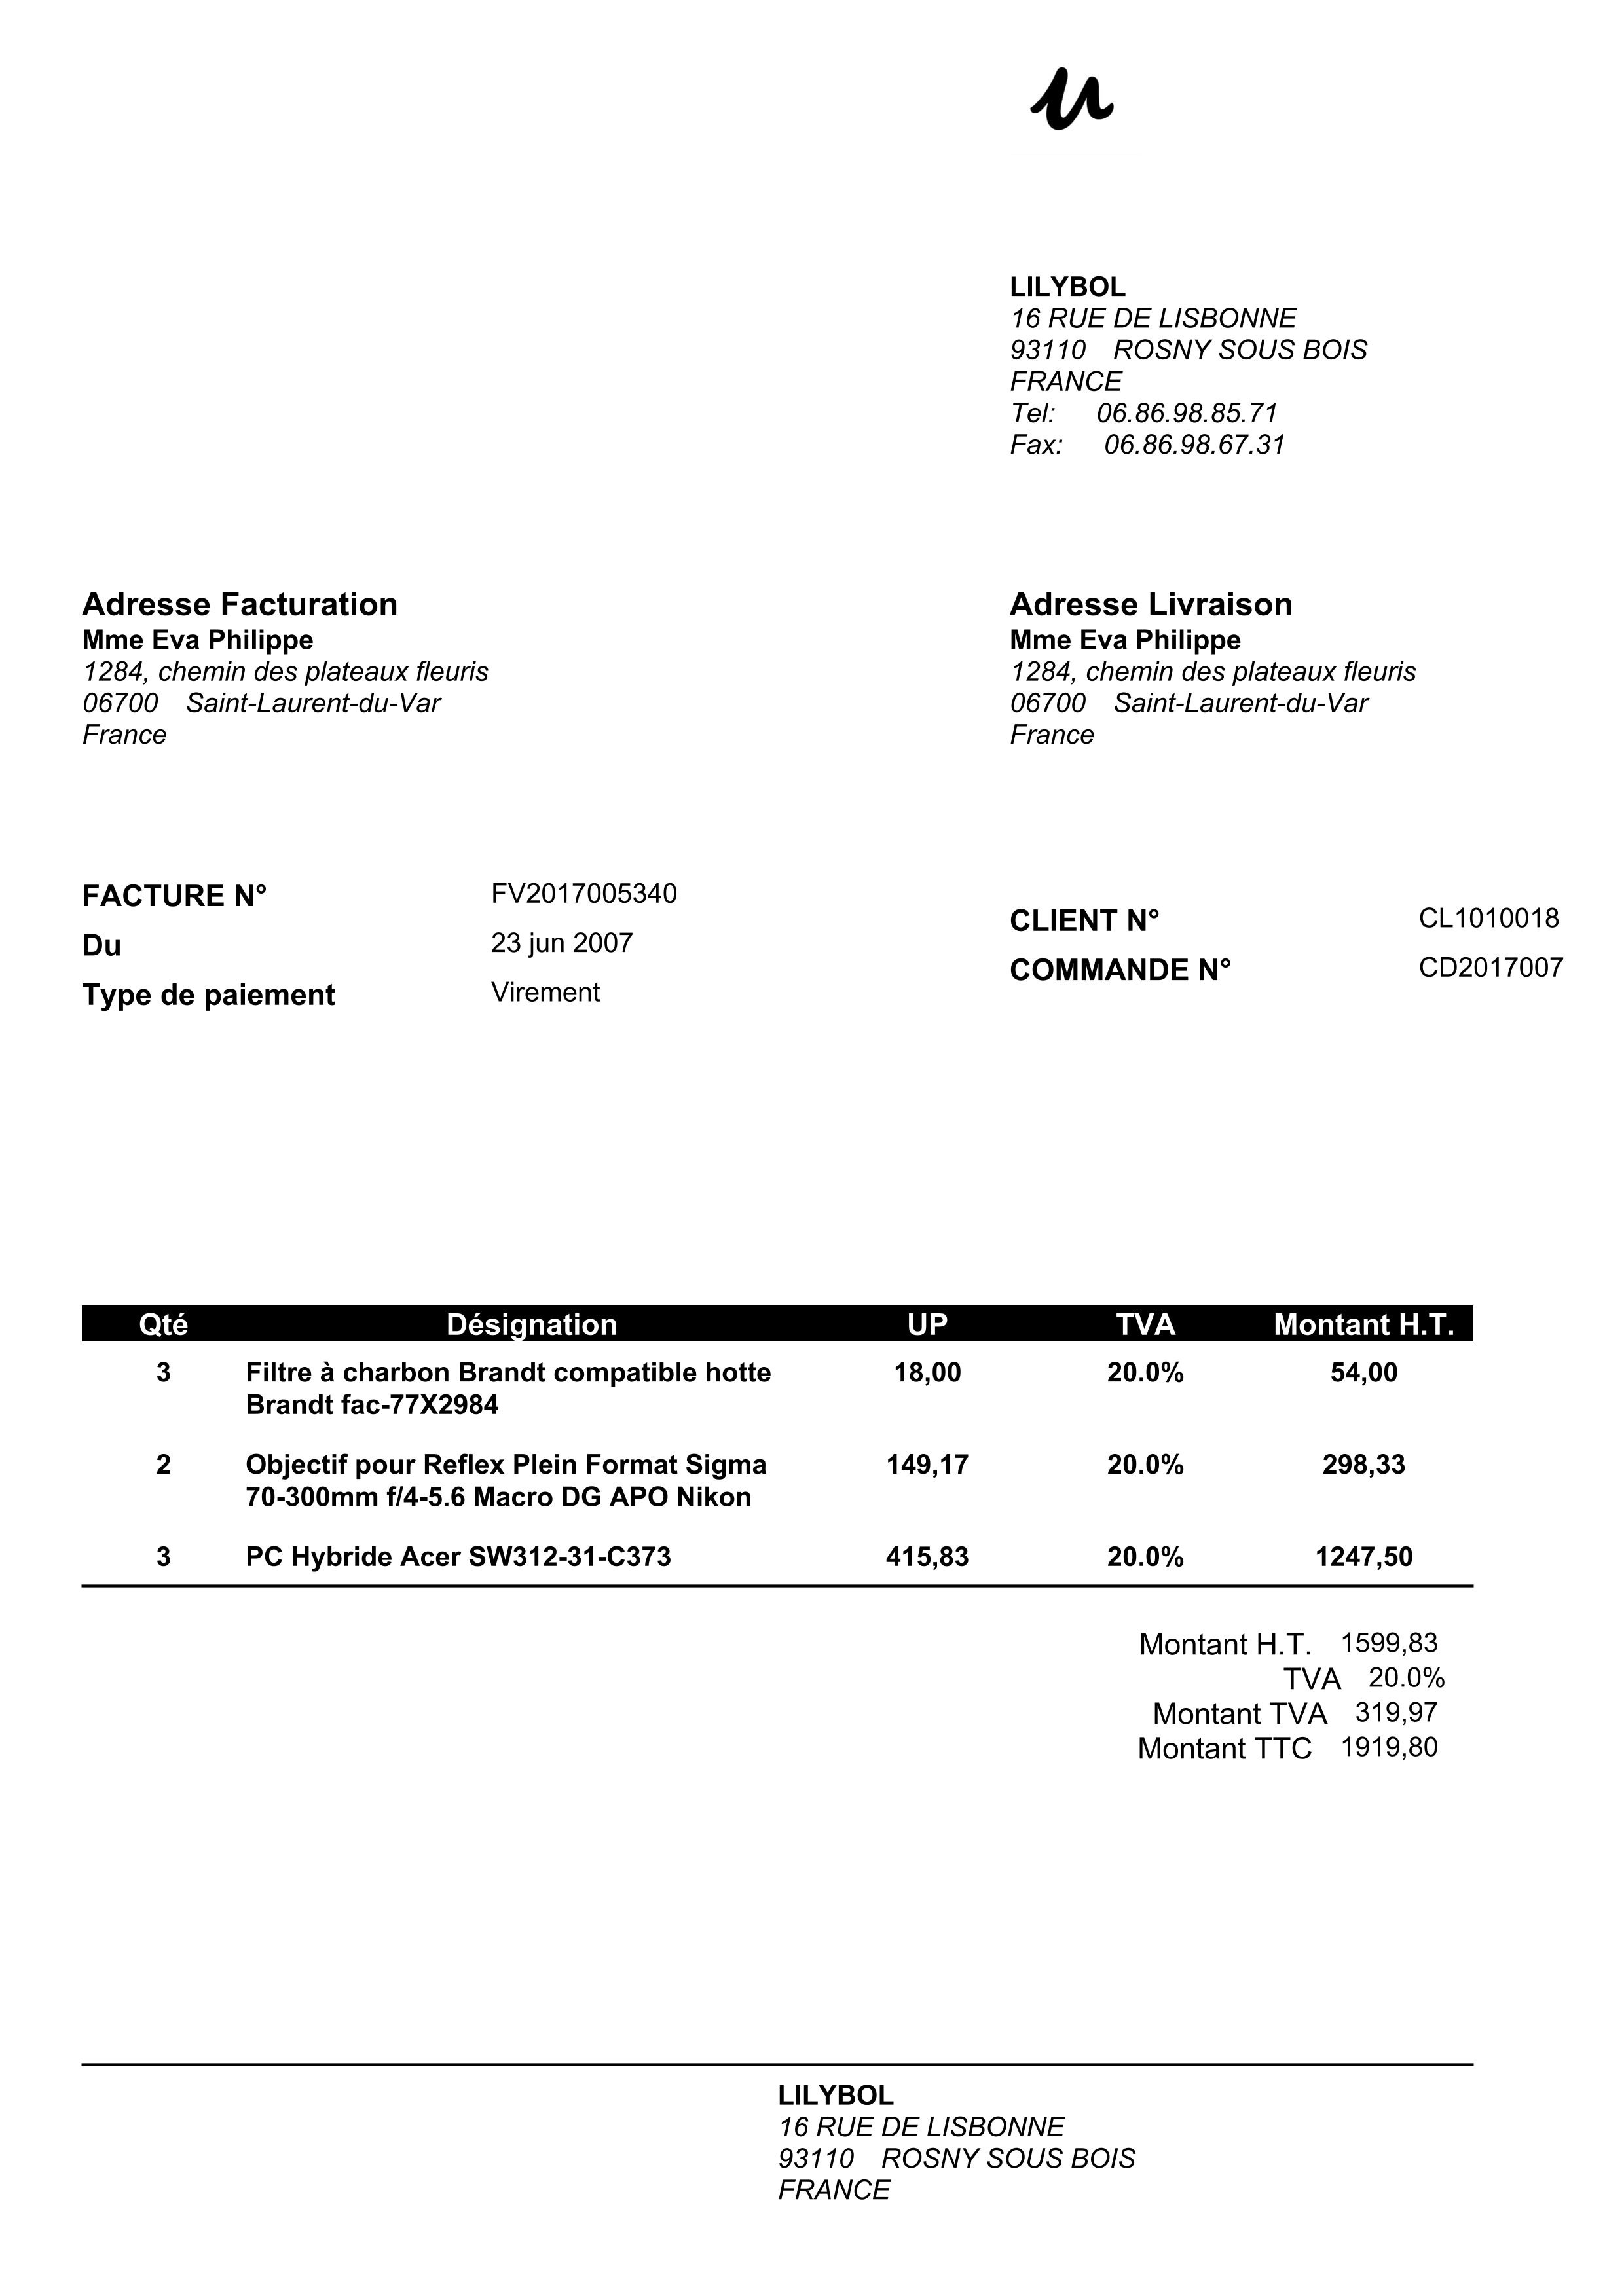 u
LILYBOL
16 RUE DE LISBONNE
93110 ROSNY SOUS BOIS
FRANCE
Tel: 06.86.98.85.71
Fax: 06.86.98.67.31
Adresse Facturation
Mme Eva Philippe
1284, chemin des plateaux fleuris
06700 Saint-Laurent-du-Var
France
Adresse Livraison
Mme Eva Philippe
1284, chemin des plateaux fleuris
06700 Saint-Laurent-du-Var
France
FACTURE N° FV2017005340
Du 23 jun 2007
Type de paiement Virement
CLIENT N° CL1010018
COMMANDE N° CD2017007
Qté Désignation UP TVA Montant H.T.
3 Filtre à charbon Brandt compatible hotte 18,00 20.0% 54,00
Brandt fac-77X2984
2 Objectif pour Reflex Plein Format Sigma 149,17 20.0% 298,33
70-300mm f/4-5.6 Macro DG APO Nikon
3 PC Hybride Acer SW312-31-C373 415,83 20.0% 1247,50
Montant H.T. 1599,83
TVA 20.0%
Montant TVA 319,97
Montant TTC 1919,80
LILYBOL
16 RUE DE LISBONNE
93110 ROSNY SOUS BOIS
FRANCE